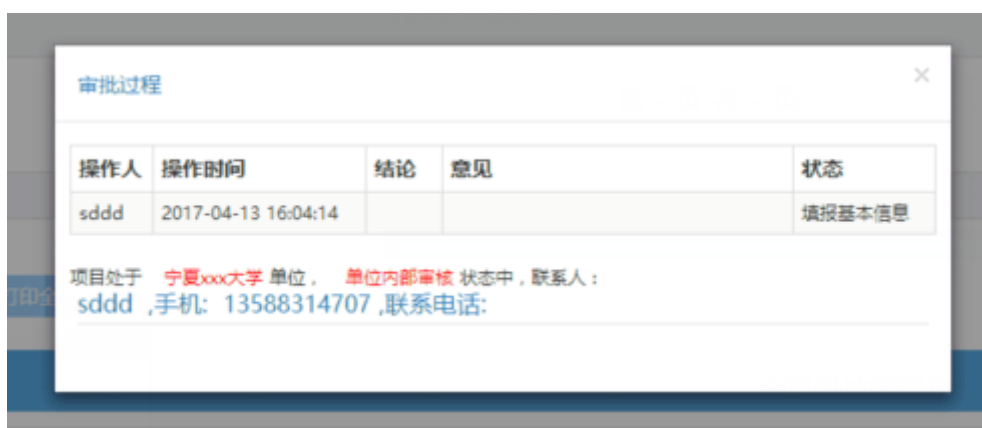 审批过程 ×
操作人 操作时间 结论 意见 状态
sddd 2017-04-13 16:04:14 填报基本信息
项目处于 宁夏xxx大学 单位， 单位内部审核 状态中，联系人：
打印全
sddd ,手机: 13588314707 ,联系电话: